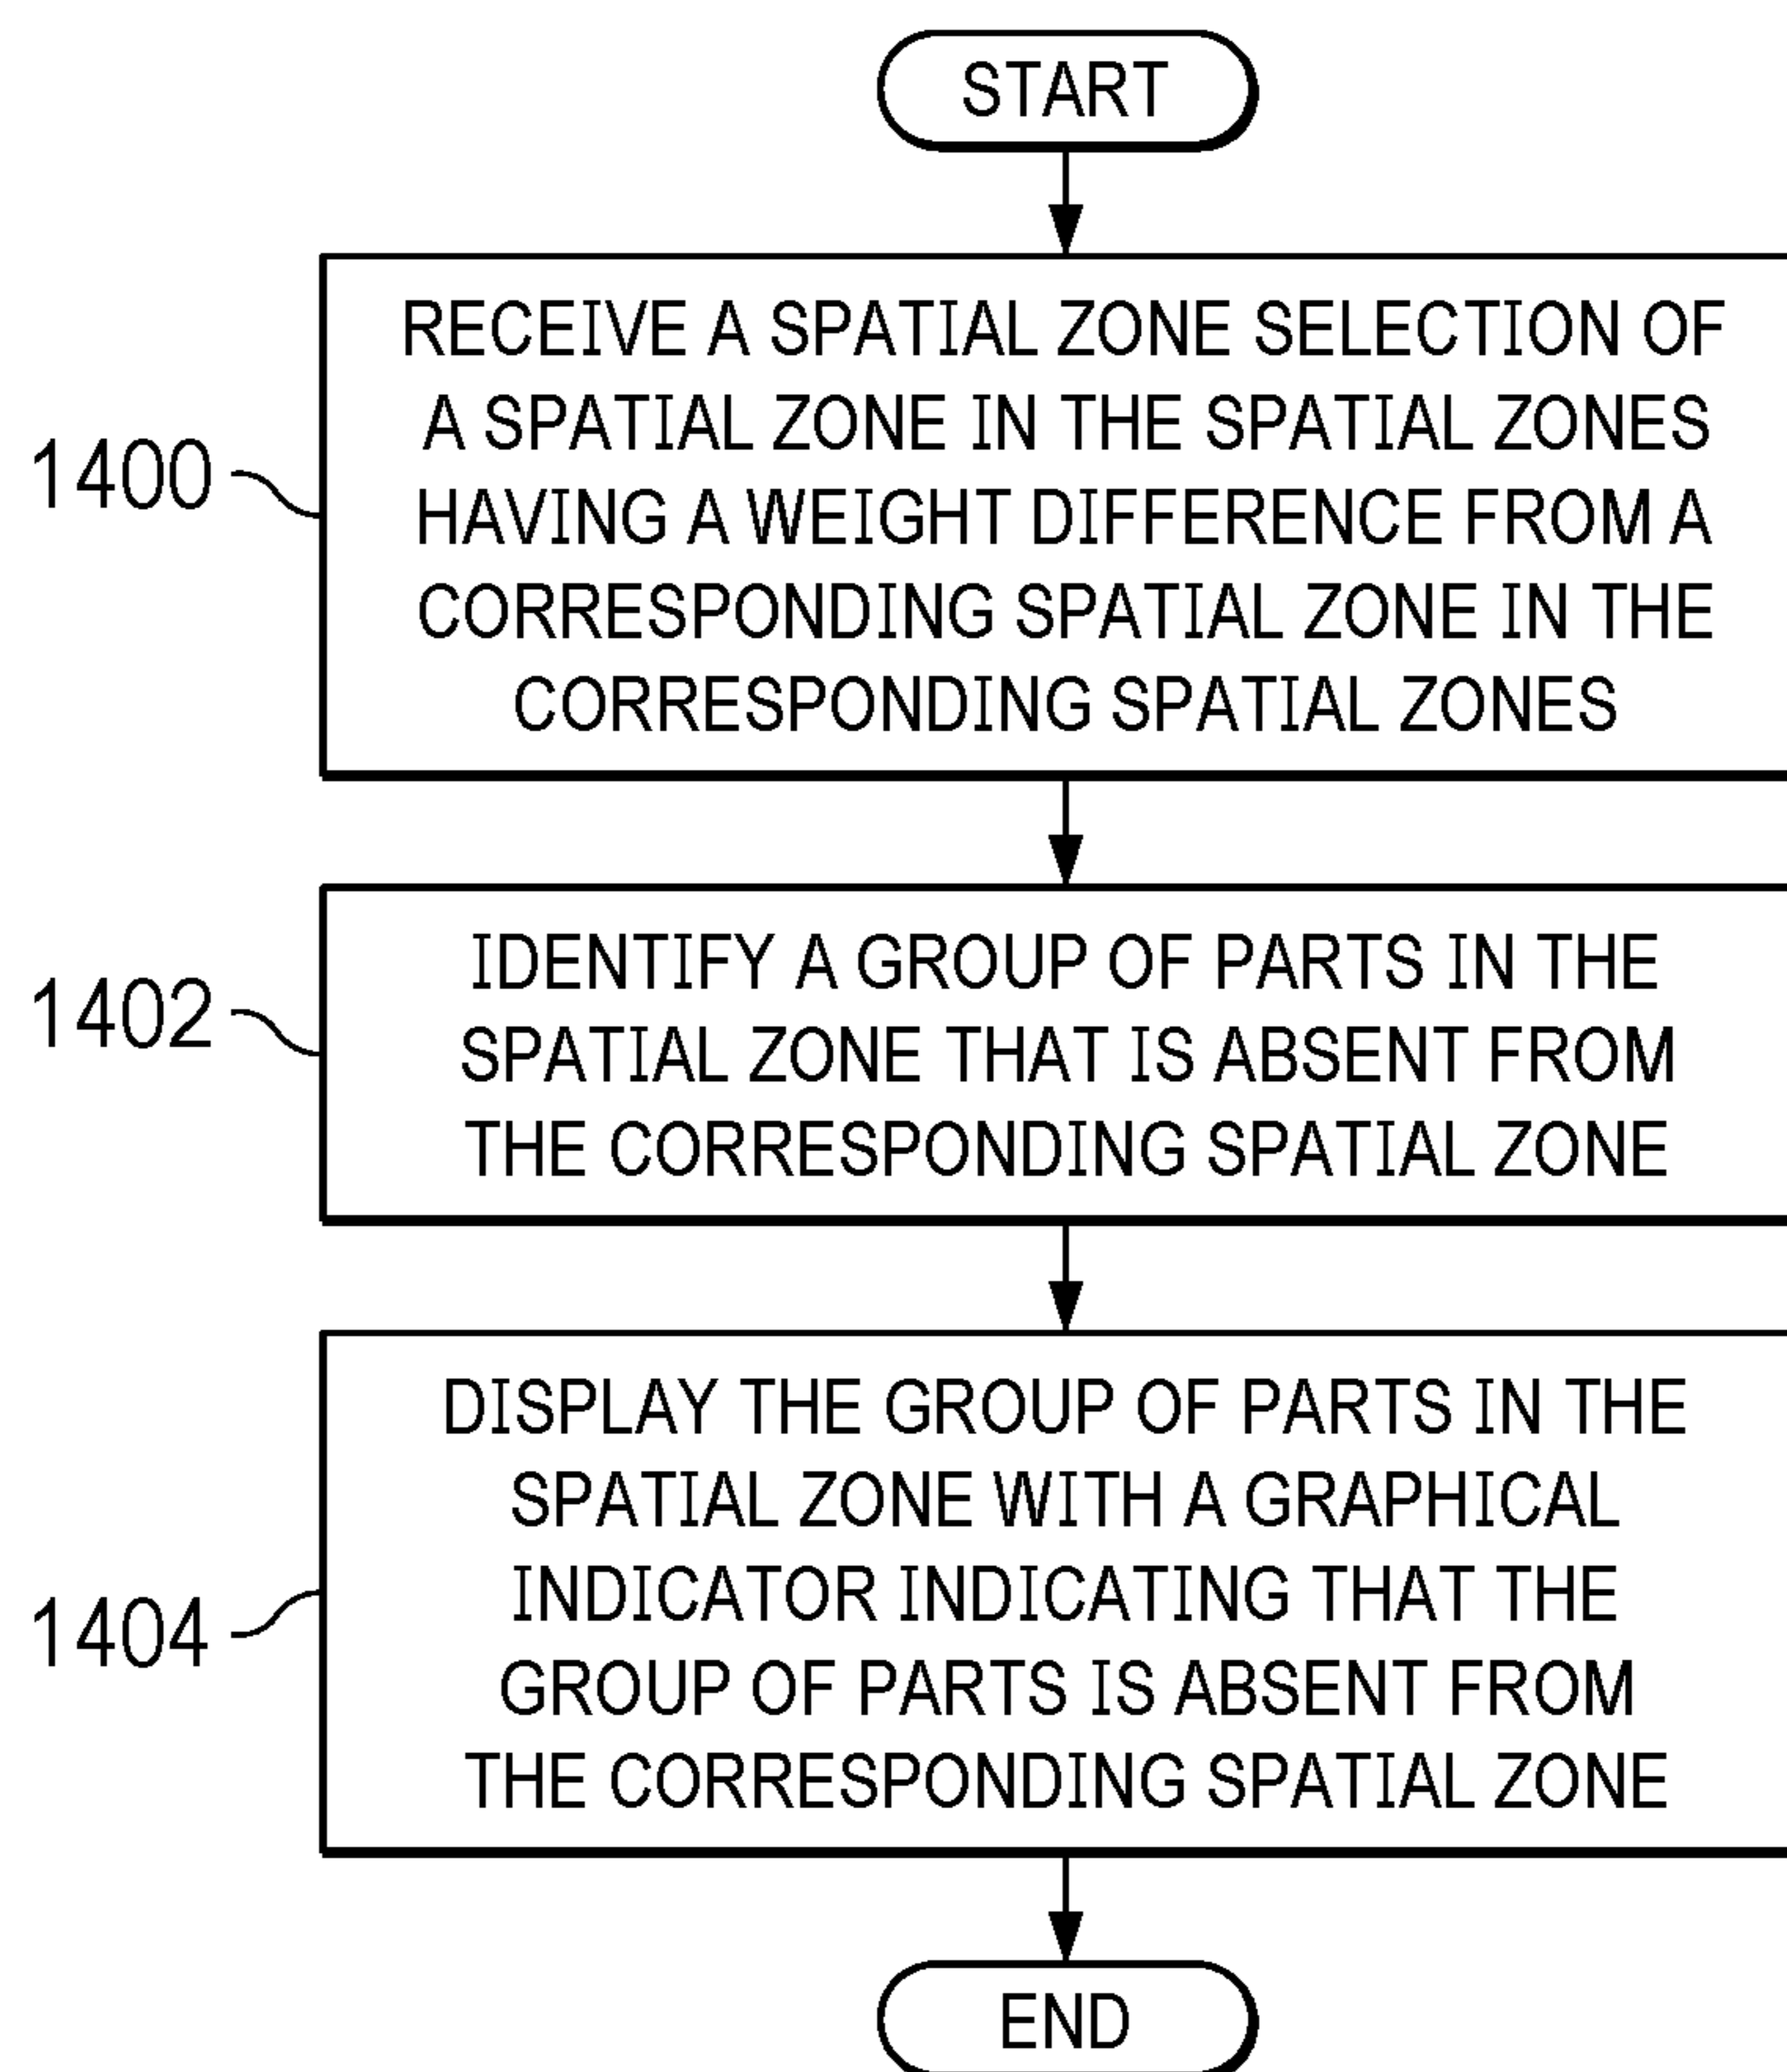 START
1400
RECEIVE A SPATIAL ZONE SELECTION OF
A SPATIAL ZONE IN THE SPATIAL ZONES
HAVING A WEIGHT DIFFERENCE FROM A
CORRESPONDING SPATIAL ZONE IN THE
CORRESPONDING SPATIAL ZONES
1402
IDENTIFY A GROUP OF PARTS IN THE
SPATIAL ZONE THAT IS ABSENT FROM
THE CORRESPONDING SPATIAL ZONE
1404
DISPLAY THE GROUP OF PARTS IN THE
SPATIAL ZONE WITH A GRAPHICAL
INDICATOR INDICATING THAT THE
GROUP OF PARTS IS ABSENT FROM
THE CORRESPONDING SPATIAL ZONE
END